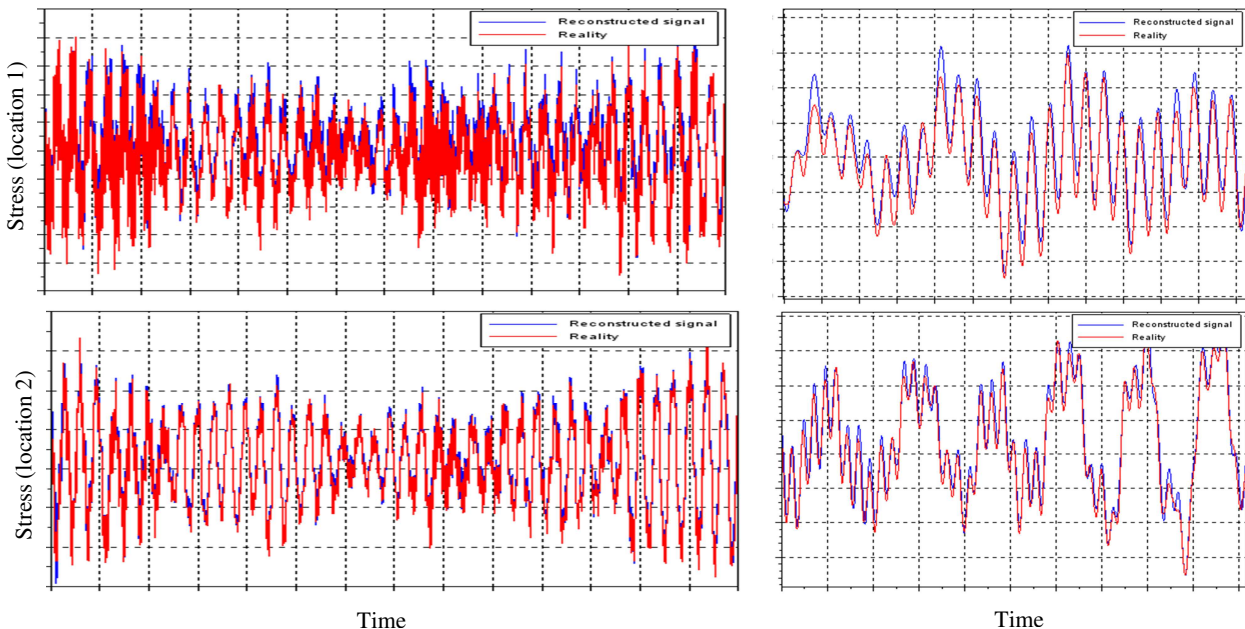 Reconstructed signal
Reality
Reconstructed signal
Reality
Stress (location 1)
Reconstructed signal
Reality
Reconstructed signal
Reality
Stress (location 2)
Time
Time